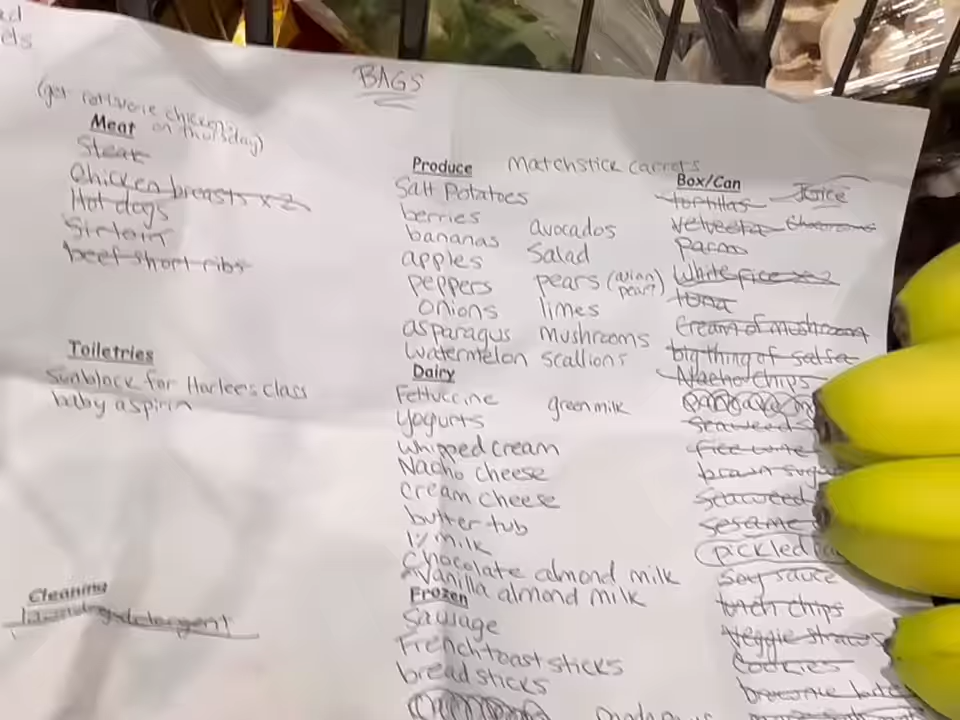 BAGS
(get rotisserie chicken
on thursday)
Meat
Steak
Chicken breasts x2
Hot dogs
Sirloin
beef short ribs
Toiletries
Sunblock for Harlee's class
baby aspirin
Cleaning
laundry detergent
Produce Matchstick carrots
Salt Potatoes
berries
bananas avocados
apples Salad
peppers pears (asian pear?)
onions limes
asparagus Mushrooms
watermelon scallions
Dairy
Fettuccine green milk
Yogurts
Whipped cream
Nacho cheese
cream cheese
butter tub
1% milk
Chocolate almond milk
Vanilla almond milk
Frozen
Sausage
French toast sticks
bread sticks
Box/Can
tortillas Juice
velveeta
White rice x2
tuna
Cream of mushroom
big thing of salsa
Nacho chips
seaweed
rice wine
brown sugar
Seaweed
Sesame
pickled
Soy sauce
lunch chips
Veggie straws
Cookies